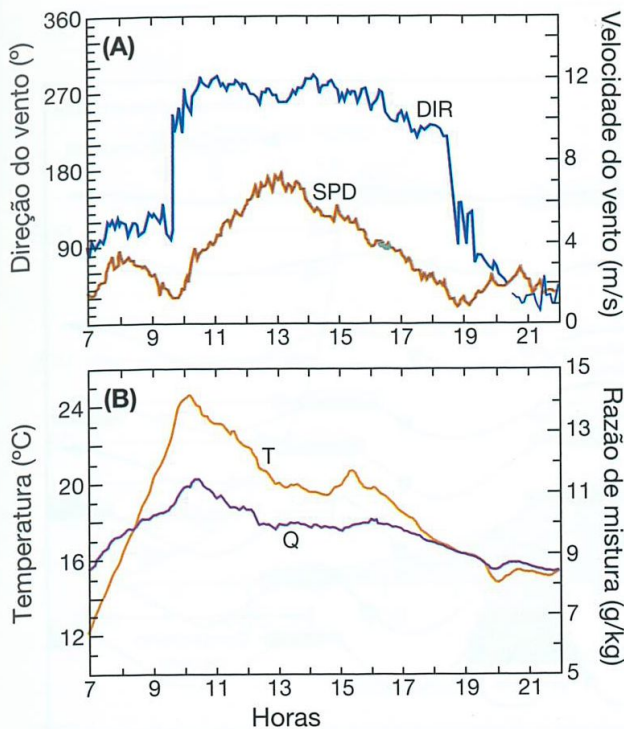 (A)
Direção do vento (º)
360
270
180
90
DIR
SPD
Velocidade do vento (m/s)
12
9
7
4
0
7 9 11 13 15 17 19 21
(B)
Temperatura (ºC)
24
20
16
12
T
Q
Razão de mistura (g/kg)
15
13
11
9
7
5
7 9 11 13 15 17 19 21
Horas